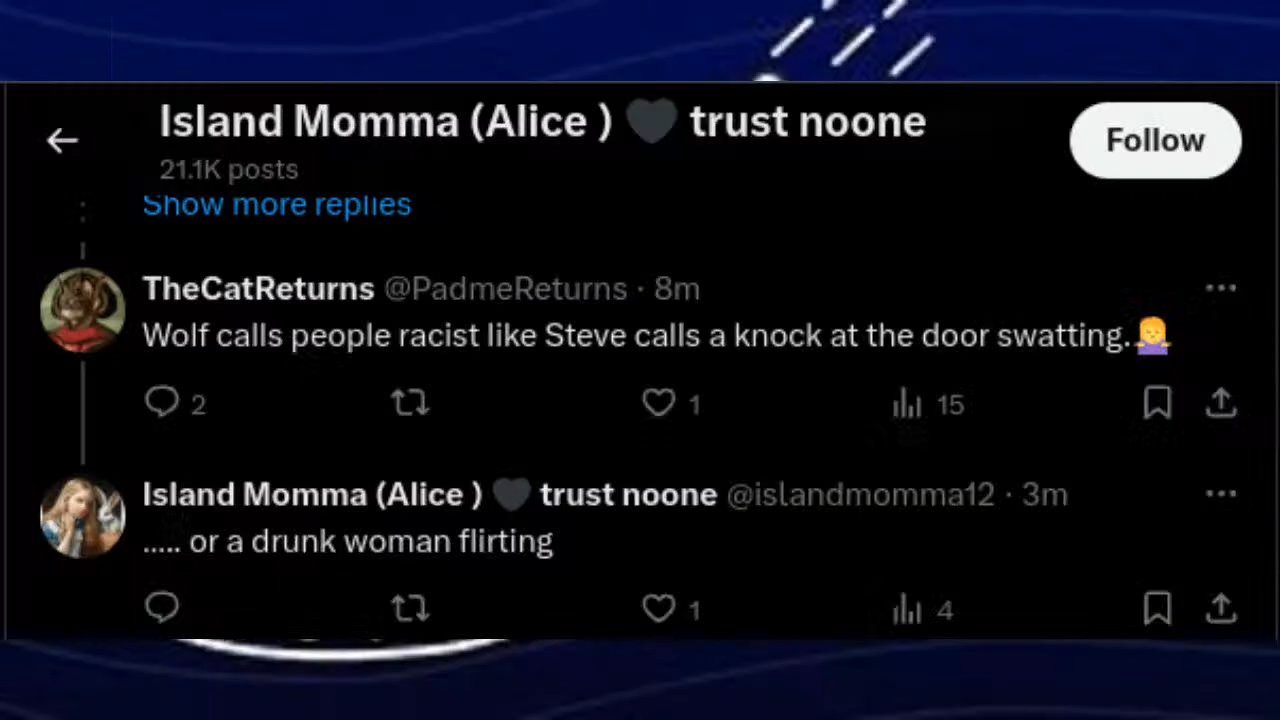 Island Momma (Alice ) 🖤 trust noone
21.1K posts
Follow
Show more replies
TheCatReturns @PadmeReturns · 8m
Wolf calls people racist like Steve calls a knock at the door swatting.🤷‍♀️
2 1 15
Island Momma (Alice ) 🖤 trust noone @islandmomma12 · 3m
..... or a drunk woman flirting
1 4